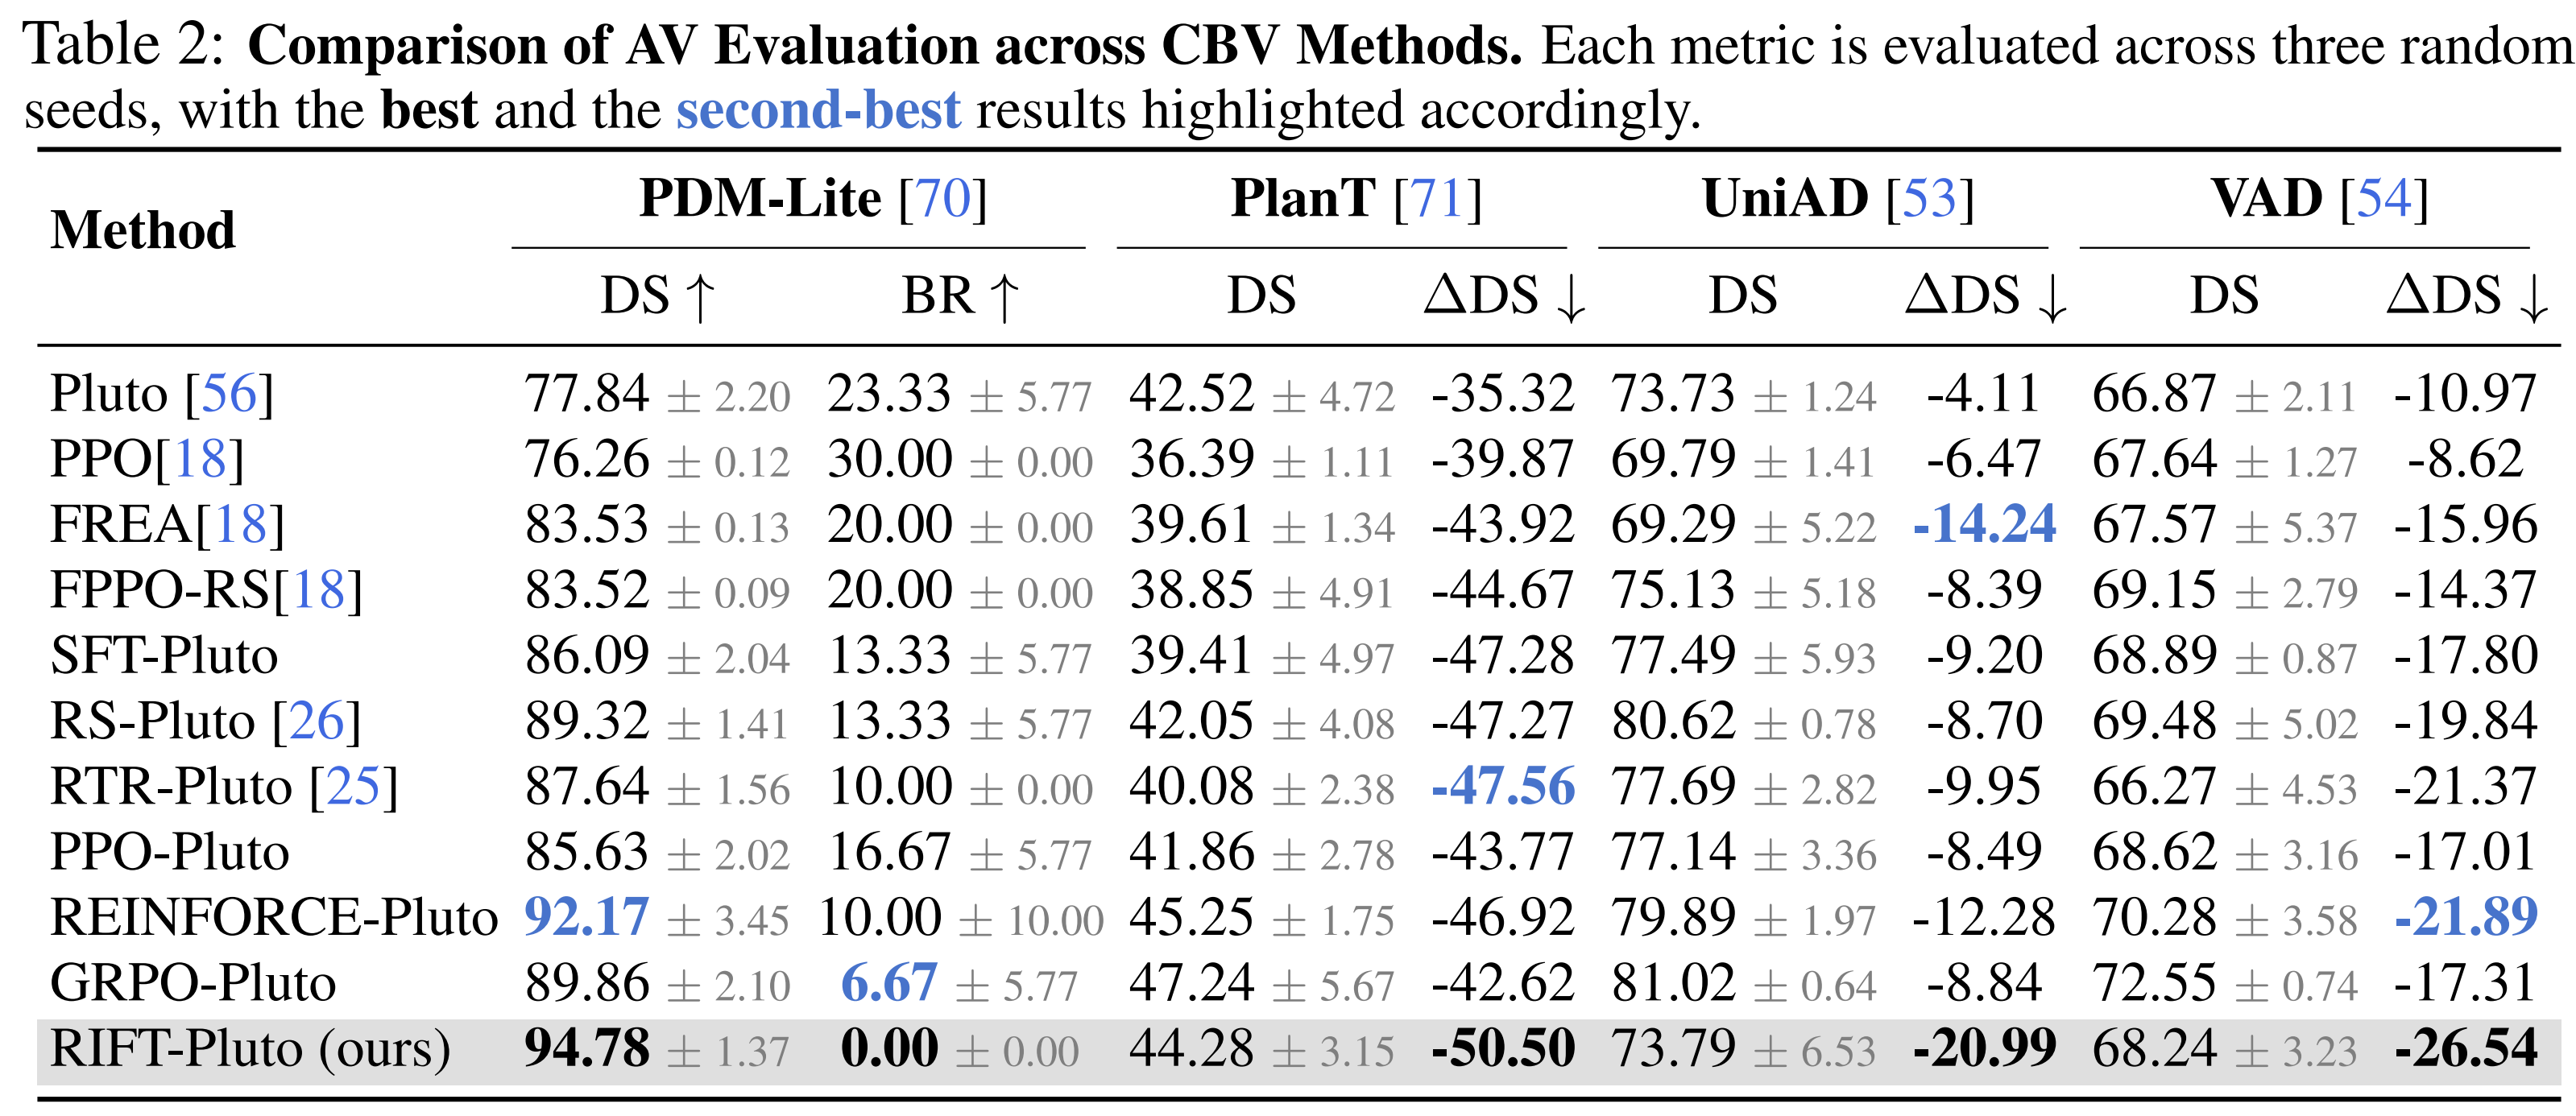 Table 2: Comparison of AV Evaluation across CBV Methods. Each metric is evaluated across three random
seeds, with the best and the second-best results highlighted accordingly.
Method PDM-Lite [70] PlanT [71] UniAD [53] VAD [54]
DS ↑ BR ↑ DS ΔDS ↓ DS ΔDS ↓ DS ΔDS ↓
Pluto [56] 77.84 ± 2.20 23.33 ± 5.77 42.52 ± 4.72 -35.32 73.73 ± 1.24 -4.11 66.87 ± 2.11 -10.97
PPO[18] 76.26 ± 0.12 30.00 ± 0.00 36.39 ± 1.11 -39.87 69.79 ± 1.41 -6.47 67.64 ± 1.27 -8.62
FREA[18] 83.53 ± 0.13 20.00 ± 0.00 39.61 ± 1.34 -43.92 69.29 ± 5.22 -14.24 67.57 ± 5.37 -15.96
FPPO-RS[18] 83.52 ± 0.09 20.00 ± 0.00 38.85 ± 4.91 -44.67 75.13 ± 5.18 -8.39 69.15 ± 2.79 -14.37
SFT-Pluto 86.09 ± 2.04 13.33 ± 5.77 39.41 ± 4.97 -47.28 77.49 ± 5.93 -9.20 68.89 ± 0.87 -17.80
RS-Pluto [26] 89.32 ± 1.41 13.33 ± 5.77 42.05 ± 4.08 -47.27 80.62 ± 0.78 -8.70 69.48 ± 5.02 -19.84
RTR-Pluto [25] 87.64 ± 1.56 10.00 ± 0.00 40.08 ± 2.38 -47.56 77.69 ± 2.82 -9.95 66.27 ± 4.53 -21.37
PPO-Pluto 85.63 ± 2.02 16.67 ± 5.77 41.86 ± 2.78 -43.77 77.14 ± 3.36 -8.49 68.62 ± 3.16 -17.01
REINFORCE-Pluto 92.17 ± 3.45 10.00 ± 10.00 45.25 ± 1.75 -46.92 79.89 ± 1.97 -12.28 70.28 ± 3.58 -21.89
GRPO-Pluto 89.86 ± 2.10 6.67 ± 5.77 47.24 ± 5.67 -42.62 81.02 ± 0.64 -8.84 72.55 ± 0.74 -17.31
RIFT-Pluto (ours) 94.78 ± 1.37 0.00 ± 0.00 44.28 ± 3.15 -50.50 73.79 ± 6.53 -20.99 68.24 ± 3.23 -26.54